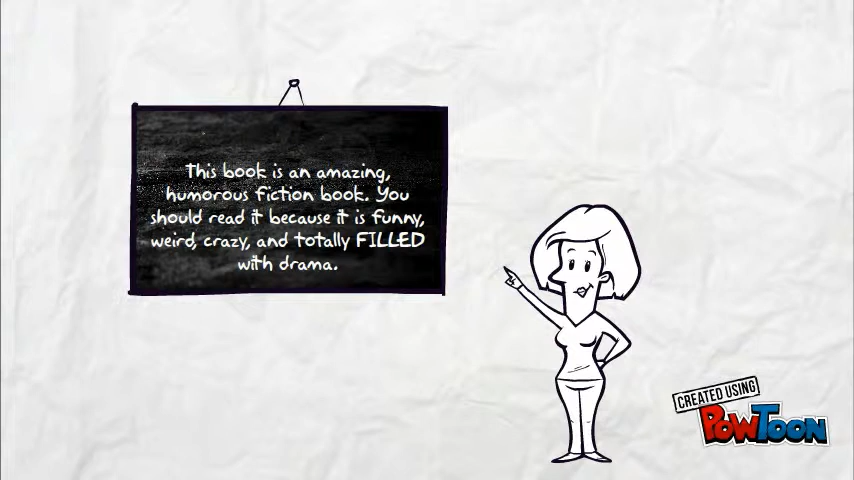 This book is an amazing,
humorous fiction book. You
should read it because it is funny,
weird, crazy, and totally FILLED
with drama.
CREATED USING
POWTOON